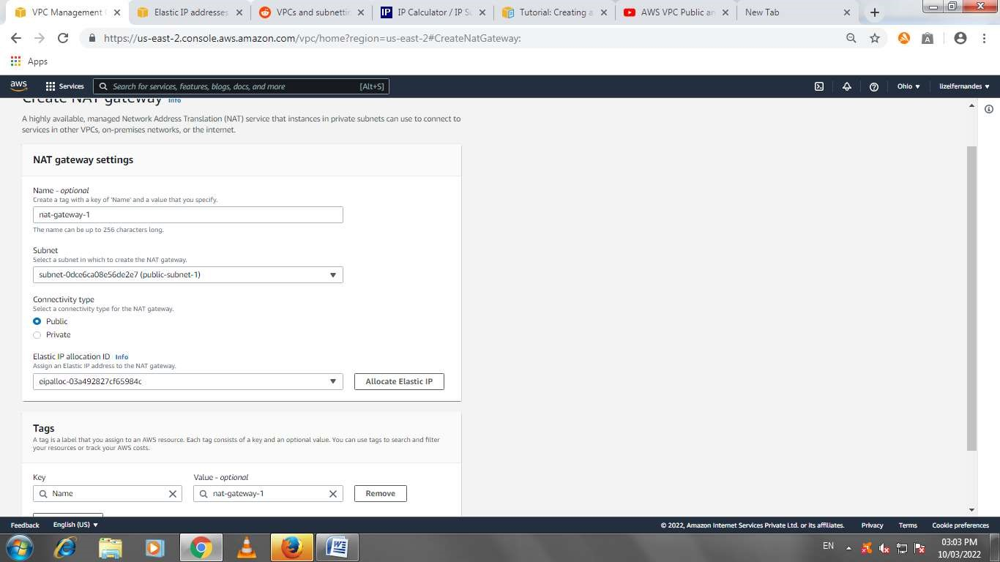 VPC Management C
Elastic IP addresses
VPCs and subnettin
IP
IP Calculator / IP Su
Tutorial: Creating a
AWS VPC Public an
New Tab
https://us-east-2.console.aws.amazon.com/vpc/home?region=us-east-2#CreateNatGateway:
Apps
aws
Services
Search for services, features, blogs, docs, and more
[Alt+S]
Ohio
lizelfernandes
Create NAT gateway Info
A highly available, managed Network Address Translation (NAT) service that instances in private subnets can use to connect to
services in other VPCs, on-premises networks, or the internet.
NAT gateway settings
Name - optional
Create a tag with a key of 'Name' and a value that you specify.
nat-gateway-1
The name can be up to 256 characters long.
Subnet
Select a subnet in which to create the NAT gateway.
subnet-0dce6ca08e56de2e7 (public-subnet-1)
Connectivity type
Select a connectivity type for the NAT gateway.
Public
Private
Elastic IP allocation ID Info
Assign an Elastic IP address to the NAT gateway.
eipalloc-03a492827cf65984c
Allocate Elastic IP
Tags
A tag is a label that you assign to an AWS resource. Each tag consists of a key and an optional value. You can use tags to search and filter
your resources or track your AWS costs.
Key
Value - optional
Name
nat-gateway-1
Remove
Feedback
English (US)
© 2022, Amazon Internet Services Private Ltd. or its affiliates.
Privacy
Terms
Cookie preferences
EN
03:03 PM
10/03/2022